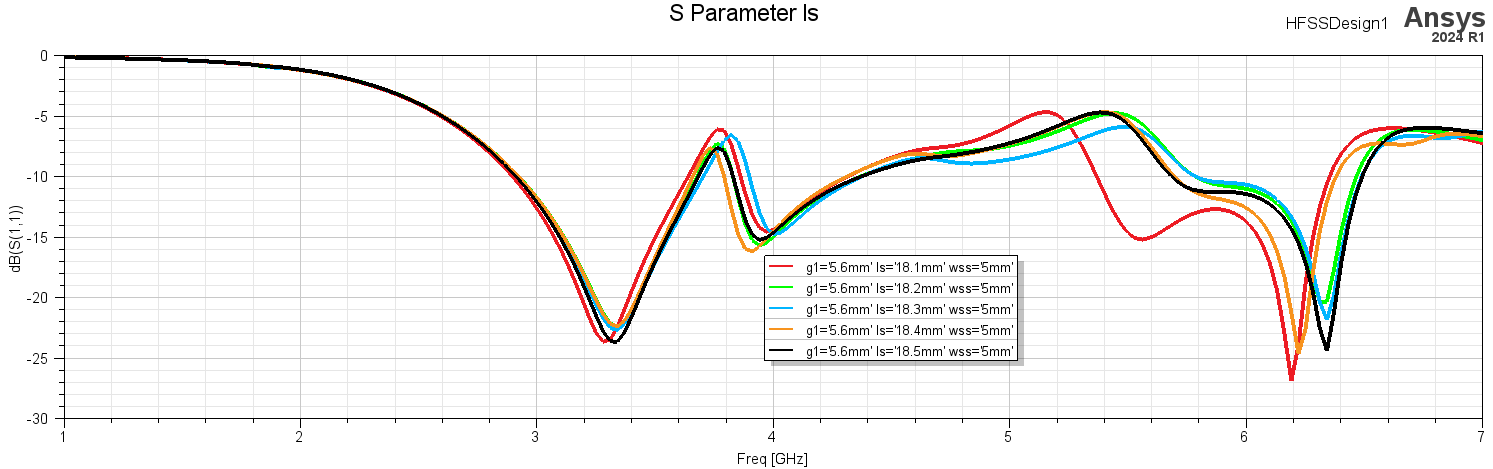 S Parameter ls
HFSSDesign1
Ansys
2024 R1
0
-5
-10
-15
-20
-25
-30
dB(S(1,1))
g1='5.6mm' ls='18.1mm' wss='5mm'
g1='5.6mm' ls='18.2mm' wss='5mm'
g1='5.6mm' ls='18.3mm' wss='5mm'
g1='5.6mm' ls='18.4mm' wss='5mm'
g1='5.6mm' ls='18.5mm' wss='5mm'
1 2 3 4 5 6 7
Freq [GHz]